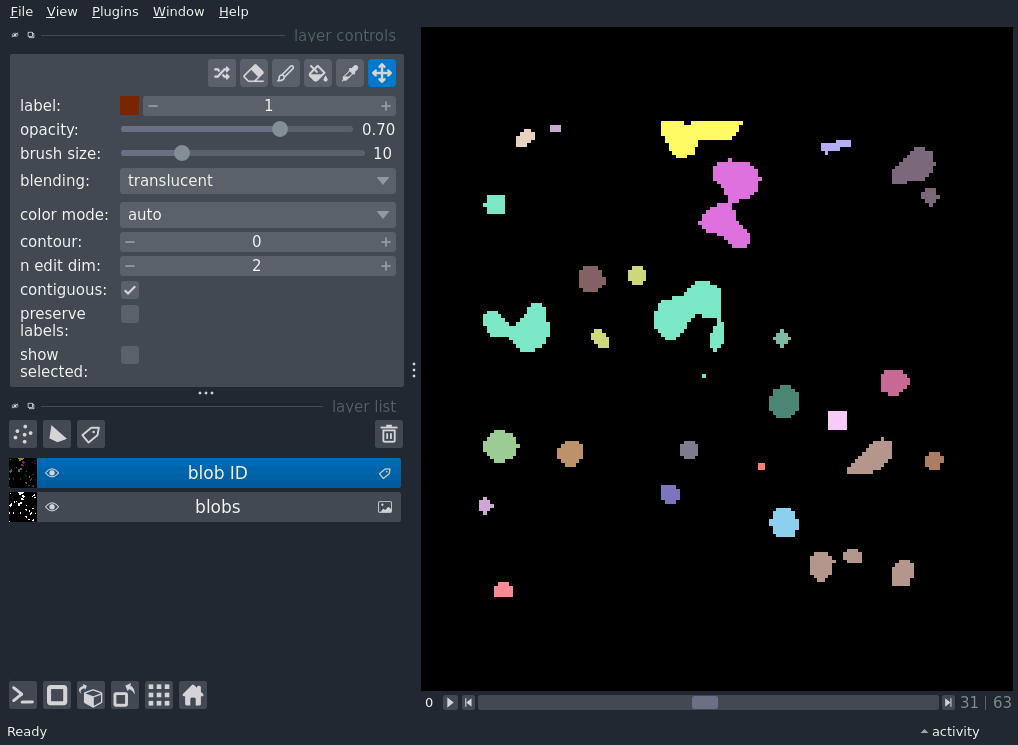 File View Plugins Window Help
layer controls
label: 1
opacity: 0.70
brush size: 10
blending: translucent
color mode: auto
contour: 0
n edit dim: 2
contiguous:
preserve
labels:
show
selected:
layer list
blob ID
blobs
0 31 | 63
Ready activity